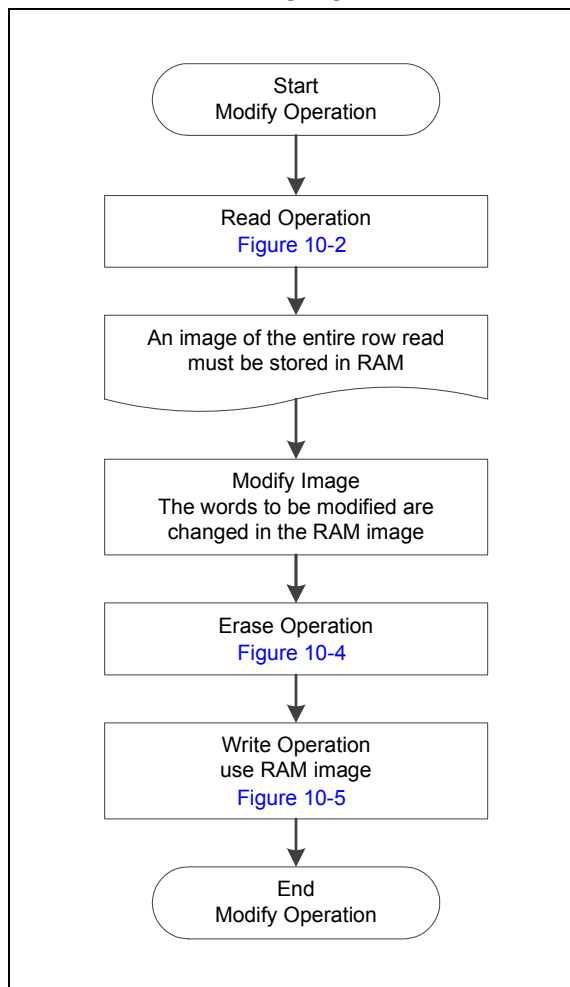 Start
Modify Operation
Read Operation
Figure 10-2
An image of the entire row read
must be stored in RAM
Modify Image
The words to be modified are
changed in the RAM image
Erase Operation
Figure 10-4
Write Operation
use RAM image
Figure 10-5
End
Modify Operation